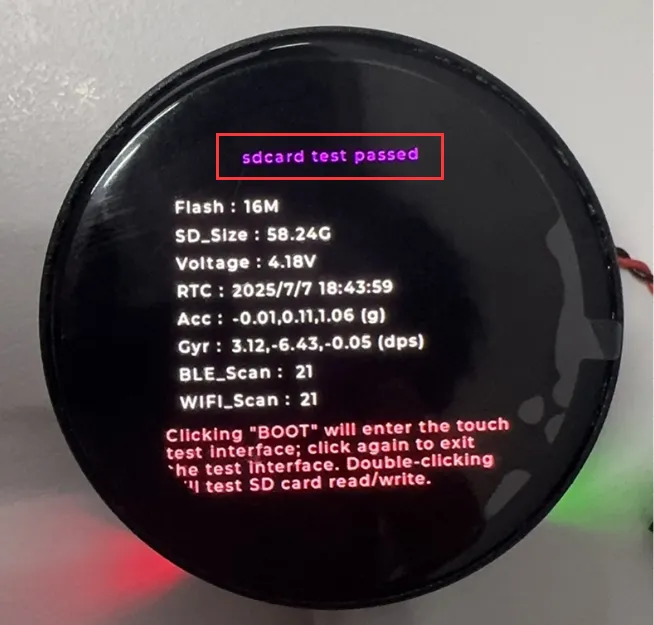 sdcard test passed
Flash : 16M
SD_Size : 58.24G
Voltage : 4.18V
RTC : 2025/7/7 18:43:59
Acc : -0.01,0.11,1.06 (g)
Gyr : 3.12,-6.43,-0.05 (dps)
BLE_Scan : 21
WIFI_Scan : 21
Clicking "BOOT" will enter the touch
test interface; click again to exit
the test interface. Double-clicking
test SD card read/write.